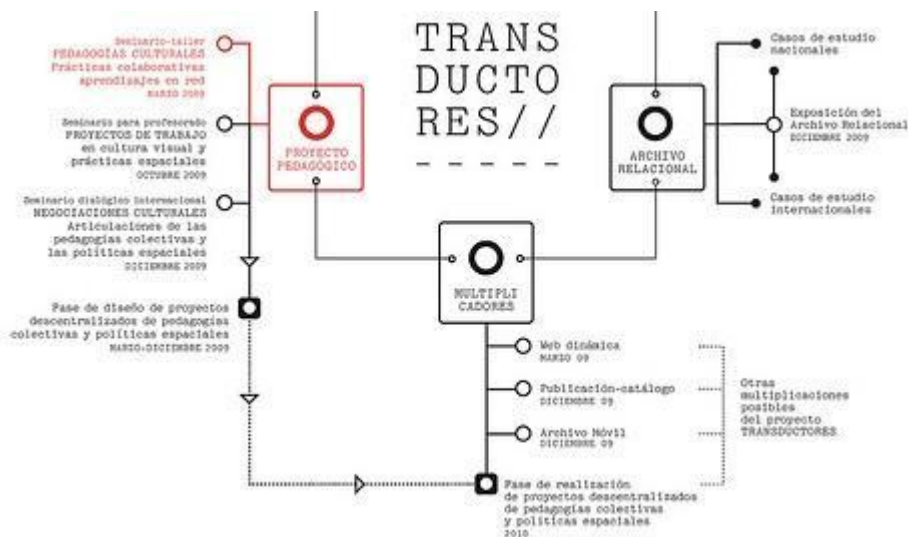 TRANS
DUCTO
RES//
Seminario-taller
PEDAGOGÍAS CULTURALES
Prácticas colaborativas
aprendizajes en red
MARZO 2009
Seminario para profesorado
PROYECTOS DE TRABAJO
en cultura visual y
prácticas espaciales
OCTUBRE 2009
Seminario dialógico internacional
NEGOCIACIONES CULTURALES
Articulaciones de las
pedagogías colectivas y
las políticas espaciales
DICIEMBRE 2009
Fase de diseño de proyectos
descentralizados de pedagogías
colectivas y políticas espaciales
MARZO-DICIEMBRE 2009
PROYECTO
PEDAGÓGICO
ARCHIVO
RELACIONAL
Casos de estudio
nacionales
Exposición del
Archivo Relacional
DICIEMBRE 2009
Casos de estudio
internacionales
MULTIPLI
CADORES
Web dinámica
MARZO 09
Publicación-catálogo
DICIEMBRE 09
Archivo Móvil
DICIEMBRE 09
Otras
multiplicaciones
posibles
del proyecto
TRANSDUCTORES
Fase de realización
de proyectos descentralizados
de pedagogías colectivas
y políticas espaciales
2010